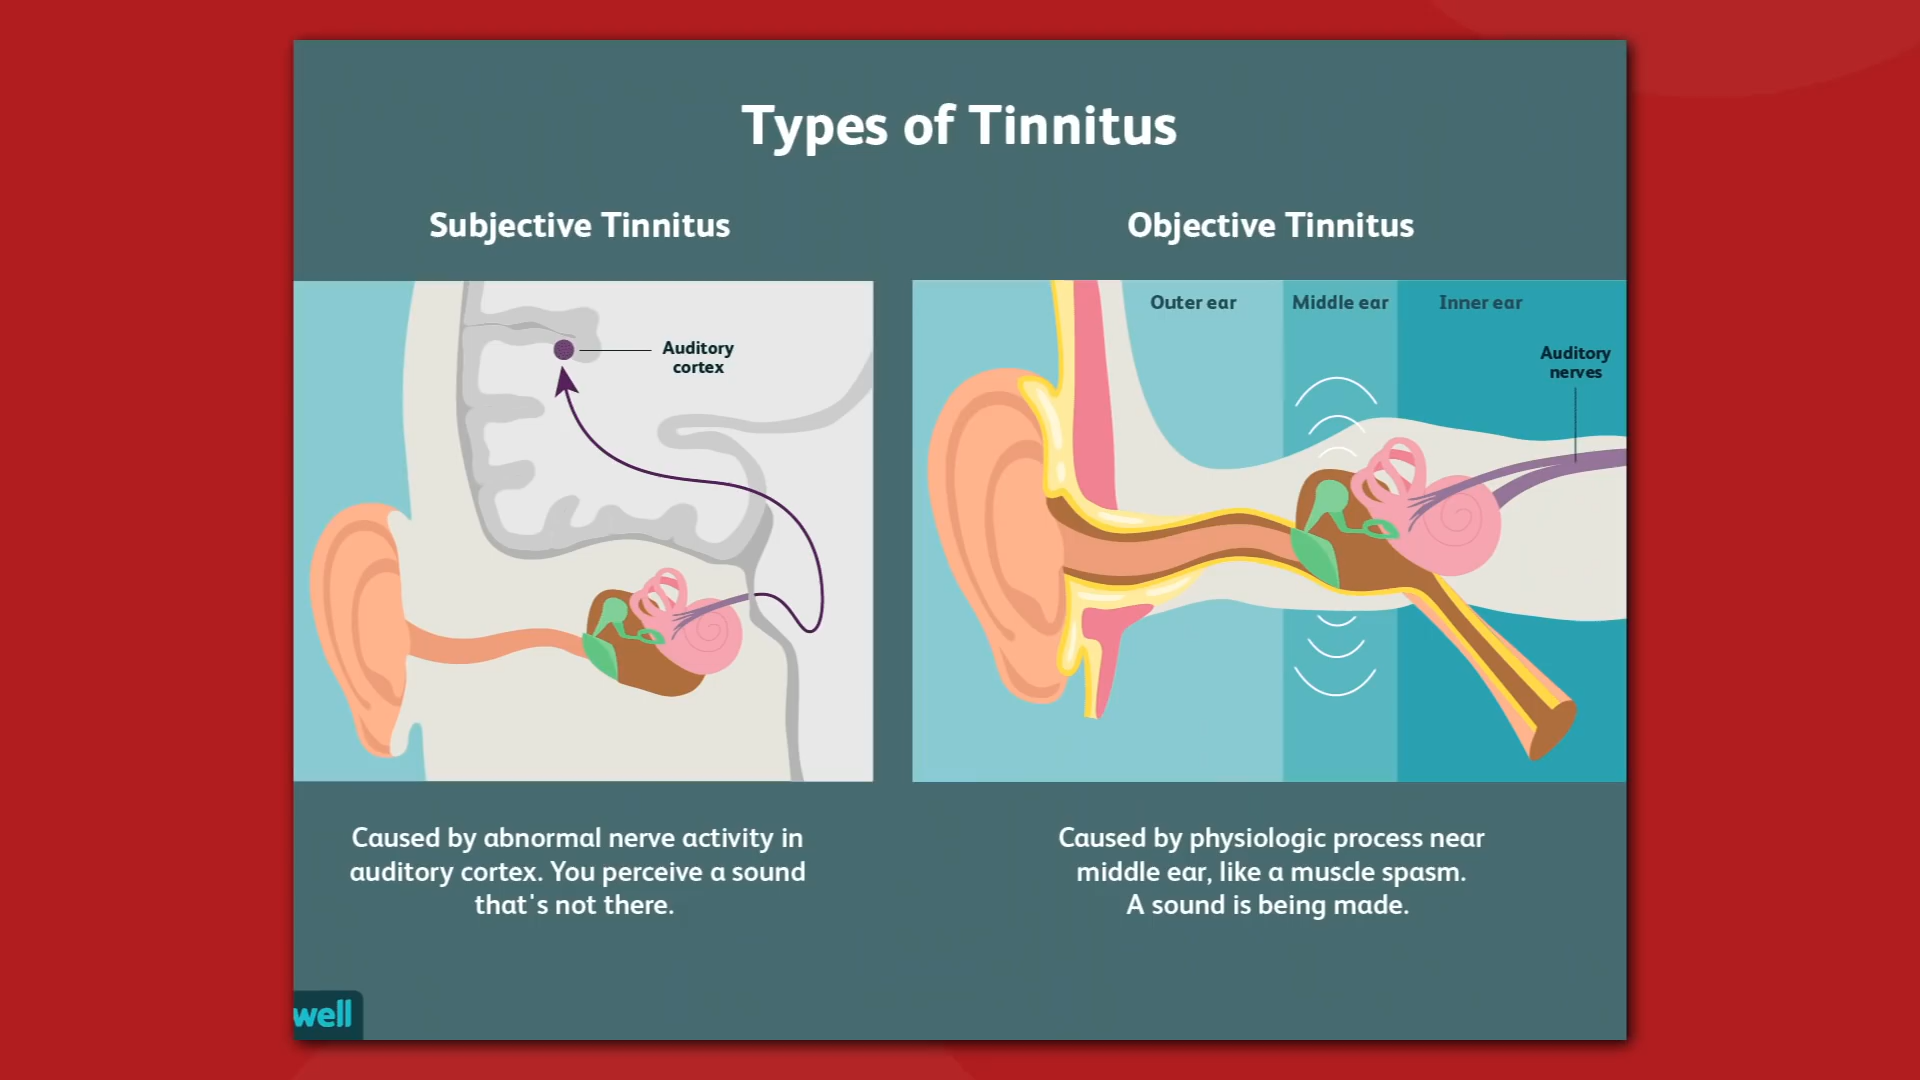 Types of Tinnitus
Subjective Tinnitus
Auditory
cortex
Caused by abnormal nerve activity in
auditory cortex. You perceive a sound
that's not there.
Objective Tinnitus
Outer ear
Middle ear
Inner ear
Auditory
nerves
Caused by physiologic process near
middle ear, like a muscle spasm.
A sound is being made.
well